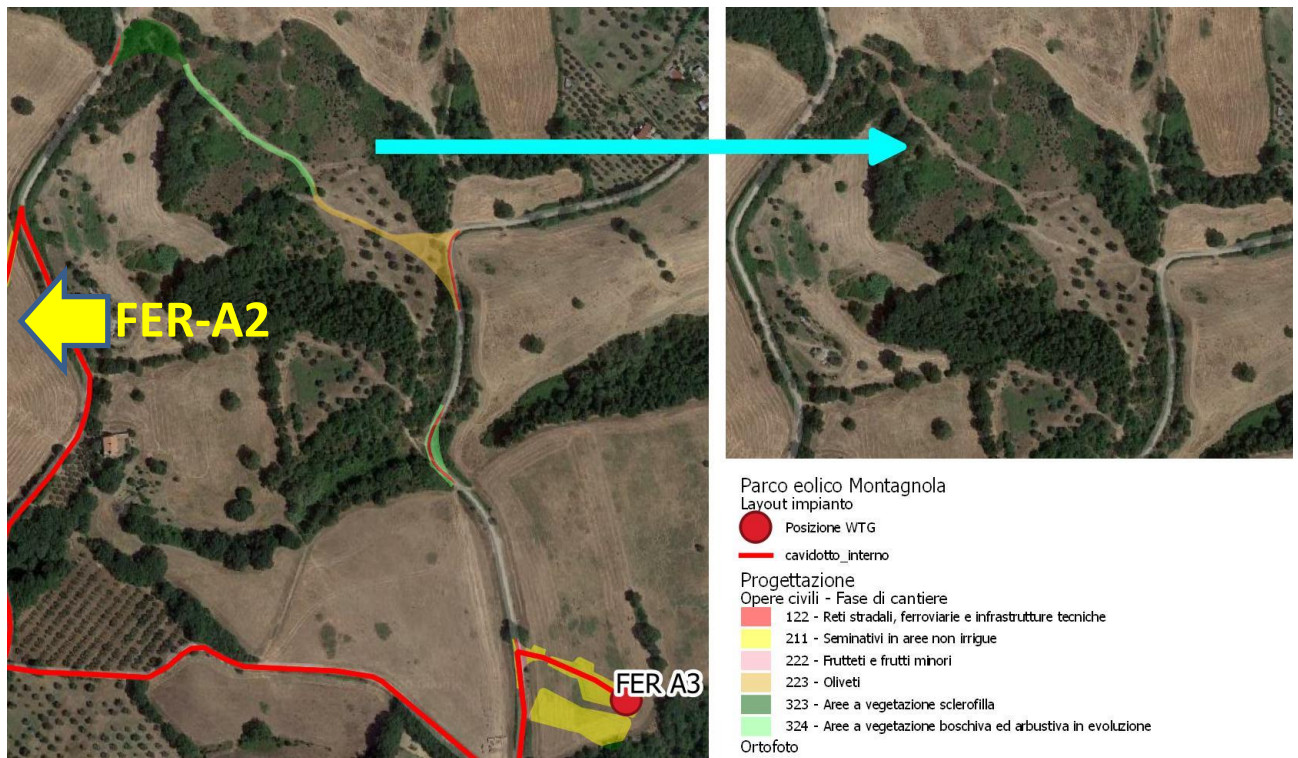 FER-A2
FER A3
Parco eolico Montagnola
Layout impianto
Posizione WTG
cavidotto_interno
Progettazione
Opere civili - Fase di cantiere
122 - Reti stradali, ferroviarie e infrastrutture tecniche
211 - Seminativi in aree non irrigue
222 - Frutteti e frutti minori
223 - Oliveti
323 - Aree a vegetazione sclerofilla
324 - Aree a vegetazione boschiva ed arbustiva in evoluzione
Ortofoto